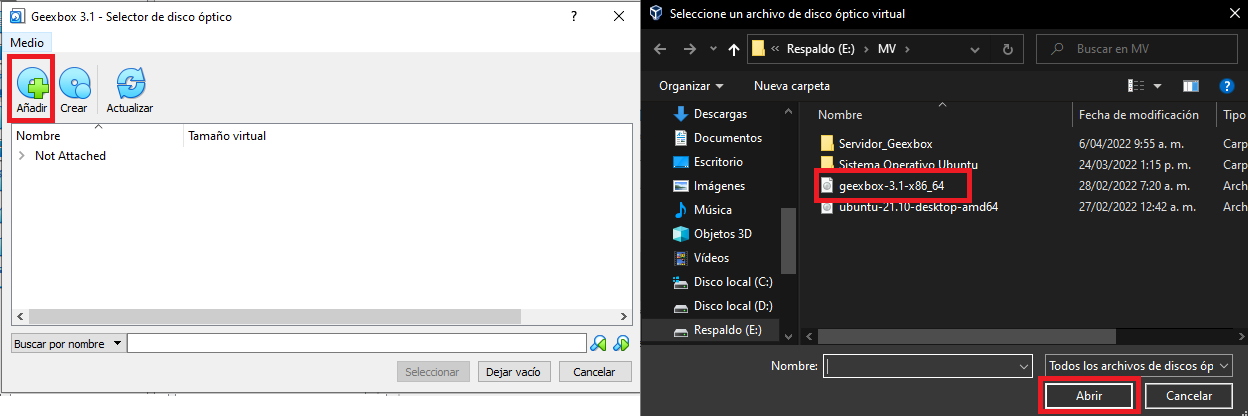 Geexbox 3.1 - Selector de disco óptico
?
Medio
Añadir
Crear
Actualizar
Nombre
Tamaño virtual
Not Attached
Buscar por nombre
Seleccionar
Dejar vacío
Cancelar
Seleccione un archivo de disco óptico virtual
« Respaldo (E:) > MV >
Buscar en MV
Organizar
Nueva carpeta
?
Descargas
Documentos
Escritorio
Imágenes
Música
Objetos 3D
Vídeos
Disco local (C:)
Disco local (D:)
Respaldo (E:)
Nombre
Fecha de modificación
Tipo
Servidor_Geexbox
6/04/2022 9:55 a. m.
Carp
Sistema Operativo Ubuntu
24/03/2022 1:15 p. m.
Carp
geexbox-3.1-x86_64
28/02/2022 7:20 a. m.
Arch
ubuntu-21.10-desktop-amd64
27/02/2022 12:42 a. m.
Arch
Nombre:
Todos los archivos de discos óp
Abrir
Cancelar